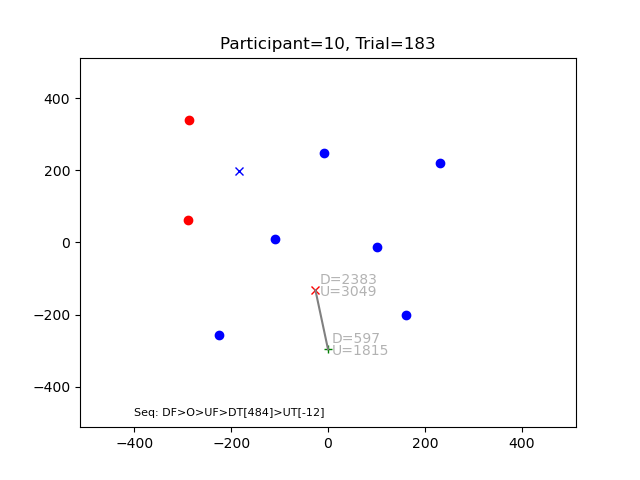 Participant=10, Trial=183
400
200
0
−200
−400
D=2383
U=3049
D=597
U=1815
Seq: DF>O>UF>DT[484]>UT[-12]
−400 −200 0 200 400